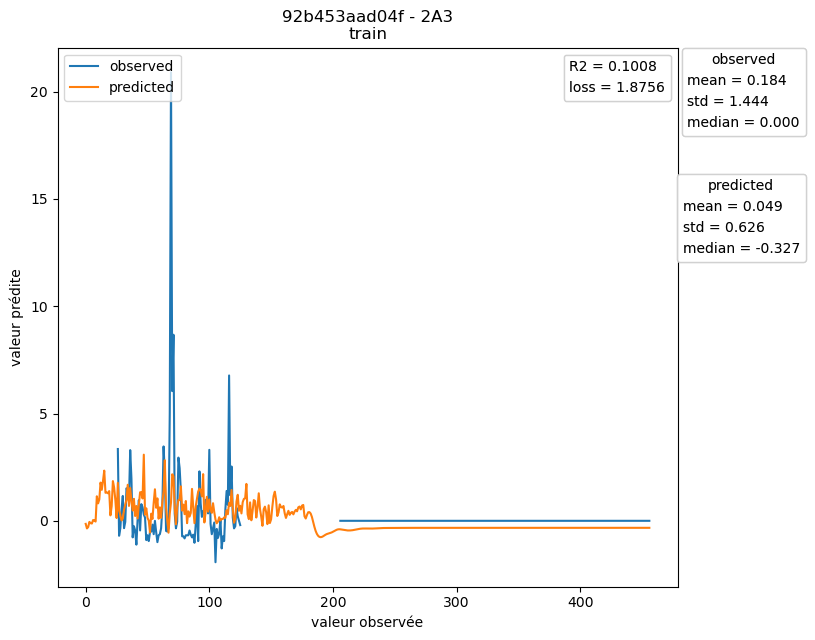 92b453aad04f - 2A3
train
observed
predicted
R2 = 0.1008
loss = 1.8756
observed
mean = 0.184
std = 1.444
median = 0.000
predicted
mean = 0.049
std = 0.626
median = -0.327
valeur prédite
20
15
10
5
0
0 100 200 300 400
valeur observée